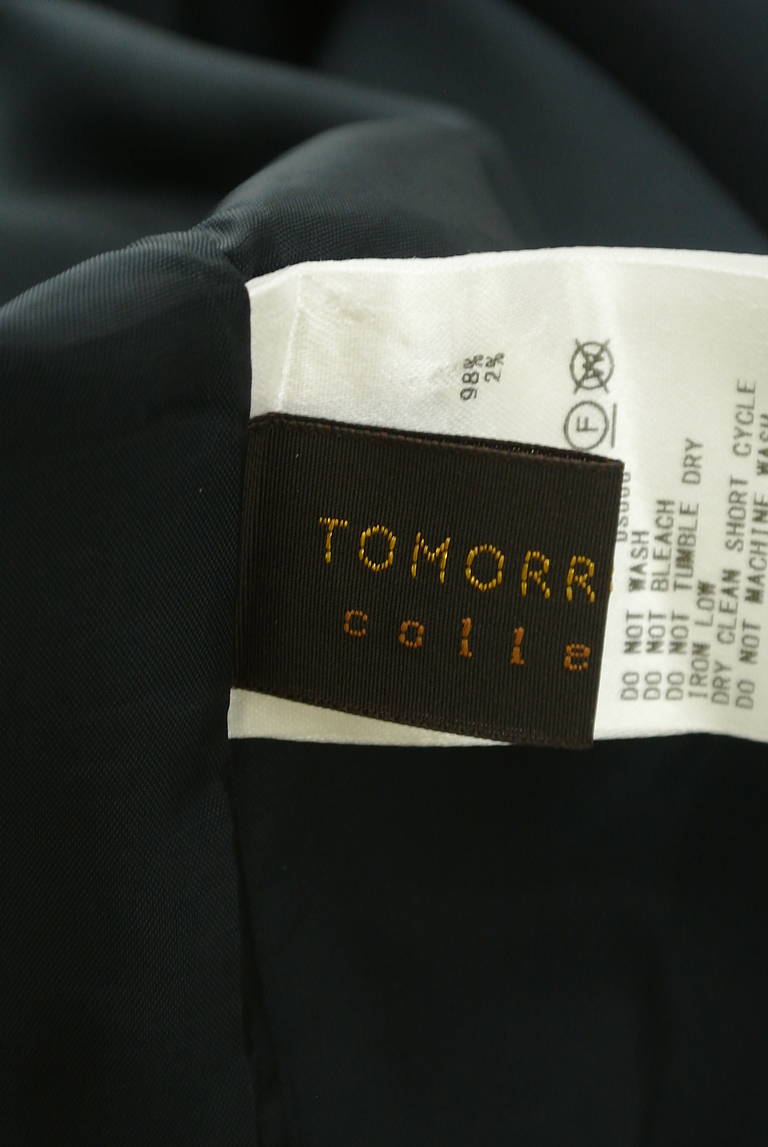 TOMORR
colle
98%
2%
W
F
DO NOT WASH
DO NOT BLEACH
DO NOT TUMBLE DRY
IRON LOW
DRY CLEAN SHORT CYCLE
DO NOT MACHINE WASH